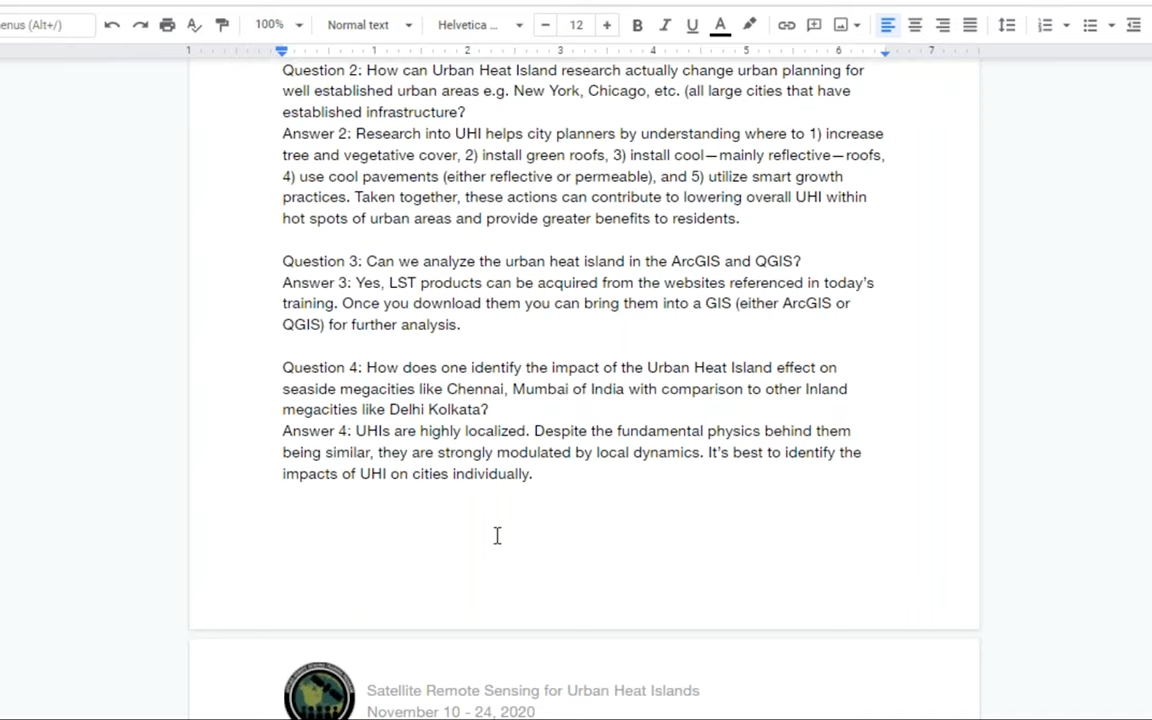 enus (Alt+/)
100%
Normal text
Helvetica ...
− 12 +
B I U A
1 1 2 3 4 5 6 7
Question 2: How can Urban Heat Island research actually change urban planning for
well established urban areas e.g. New York, Chicago, etc. (all large cities that have
established infrastructure?
Answer 2: Research into UHI helps city planners by understanding where to 1) increase
tree and vegetative cover, 2) install green roofs, 3) install cool—mainly reflective—roofs,
4) use cool pavements (either reflective or permeable), and 5) utilize smart growth
practices. Taken together, these actions can contribute to lowering overall UHI within
hot spots of urban areas and provide greater benefits to residents.
Question 3: Can we analyze the urban heat island in the ArcGIS and QGIS?
Answer 3: Yes, LST products can be acquired from the websites referenced in today's
training. Once you download them you can bring them into a GIS (either ArcGIS or
QGIS) for further analysis.
Question 4: How does one identify the impact of the Urban Heat Island effect on
seaside megacities like Chennai, Mumbai of India with comparison to other Inland
megacities like Delhi Kolkata?
Answer 4: UHIs are highly localized. Despite the fundamental physics behind them
being similar, they are strongly modulated by local dynamics. It's best to identify the
impacts of UHI on cities individually.
Satellite Remote Sensing for Urban Heat Islands
November 10 - 24, 2020